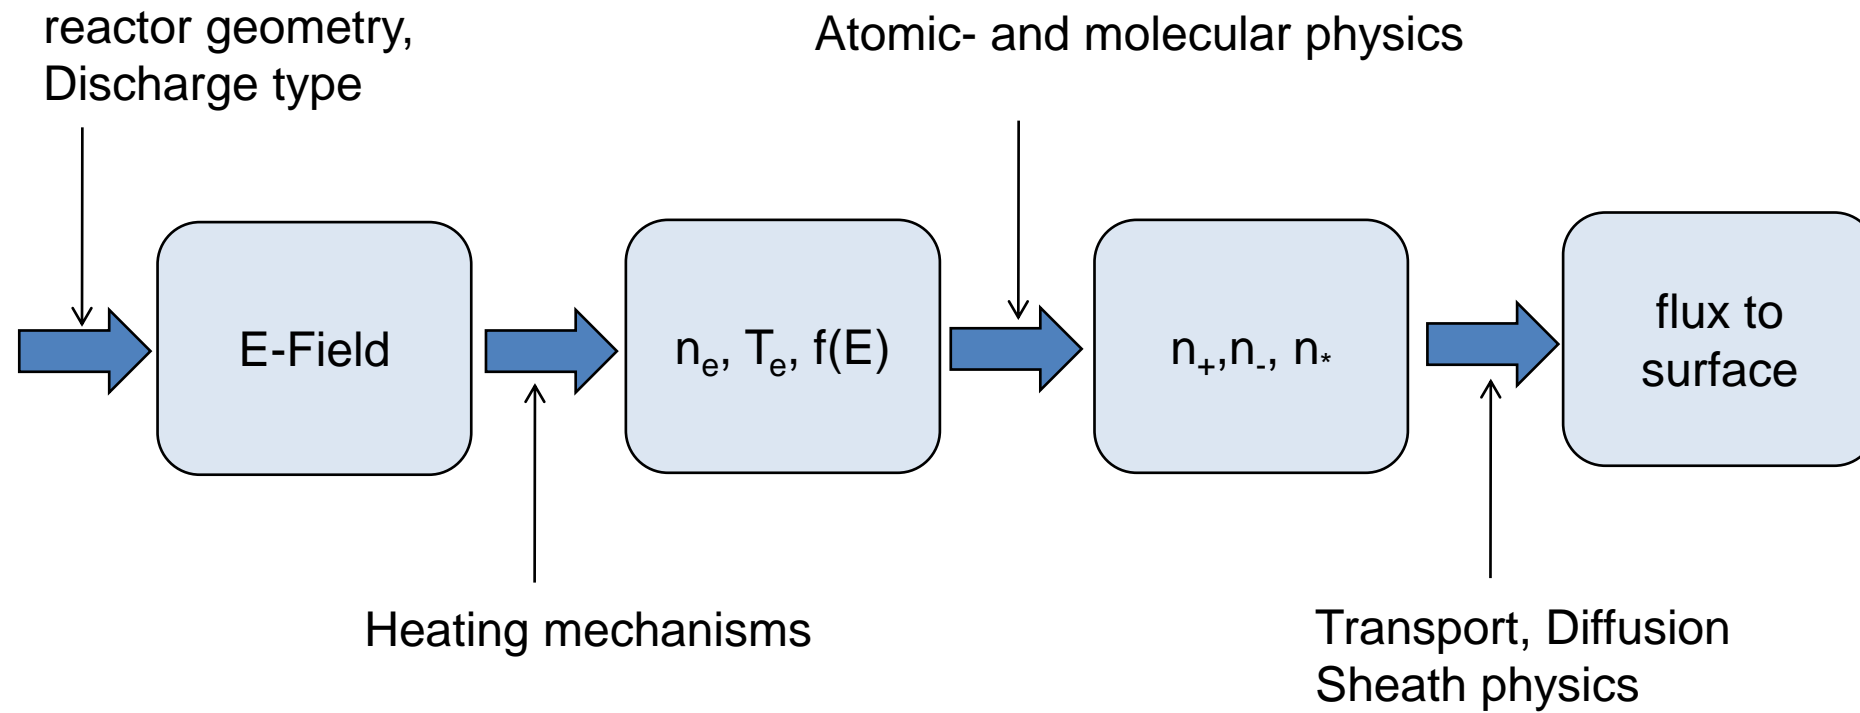 reactor geometry,
Discharge type
Atomic- and molecular physics
E-Field
nₑ, Tₑ, f(E)
n₊,n₋, n*
flux to
surface
Heating mechanisms
Transport, Diffusion
Sheath physics